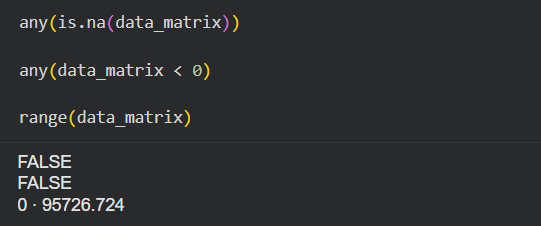 any(is.na(data_matrix))
any(data_matrix < 0)
range(data_matrix)
FALSE
FALSE
0 · 95726.724